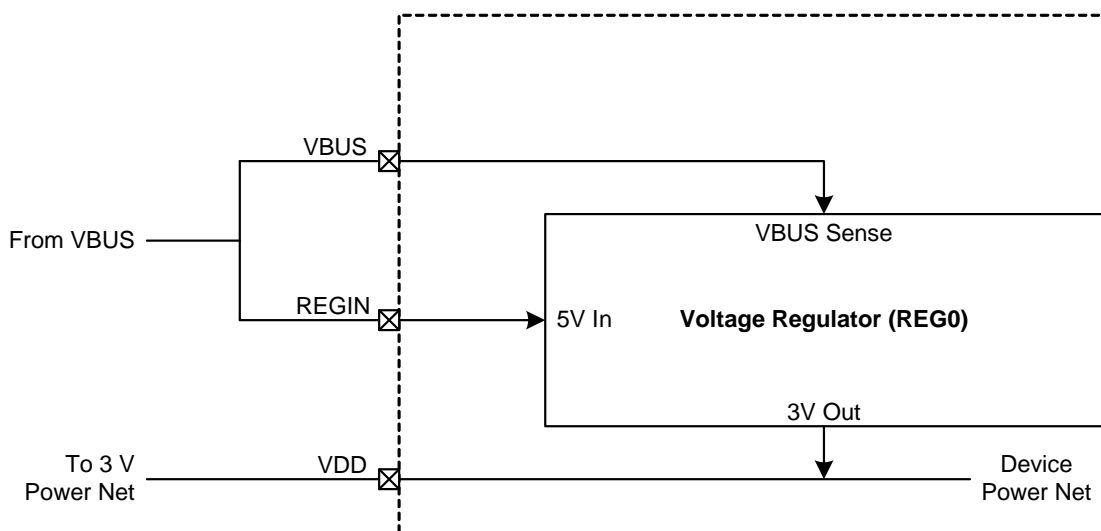 VBUS
From VBUS
VBUS Sense
REGIN
5V In
Voltage Regulator (REG0)
3V Out
To 3 V
Power Net
VDD
Device
Power Net